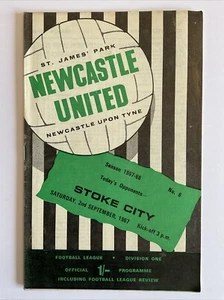 ST. JAMES' PARK
NEWCASTLE
UNITED
NEWCASTLE UPON TYNE
Season 1967-68
No. 6
Today's Opponents—
STOKE CITY
SATURDAY, 2nd SEPTEMBER, 1967
Kick-off 3 p.m.
FOOTBALL LEAGUE • DIVISION ONE
OFFICIAL 1/- PROGRAMME
INCLUDING FOOTBALL LEAGUE REVIEW